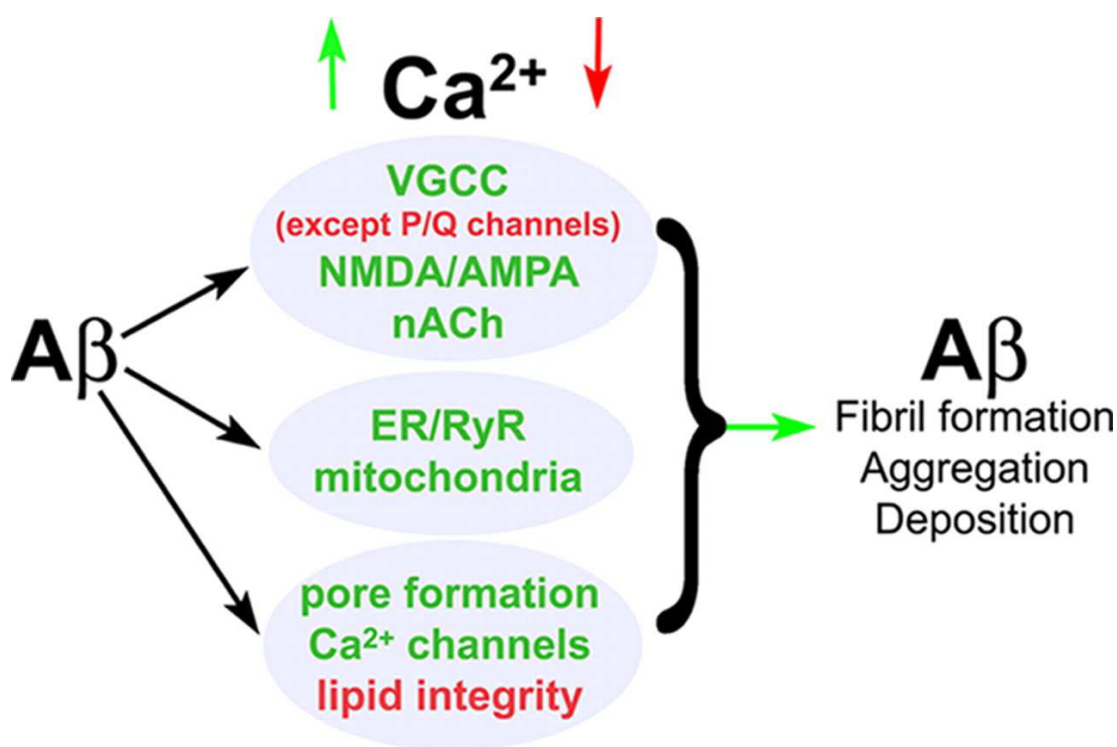 Ca²⁺
VGCC
(except P/Q channels)
NMDA/AMPA
nACh
Aβ
ER/RyR
mitochondria
pore formation
Ca²⁺ channels
lipid integrity
Aβ
Fibril formation
Aggregation
Deposition